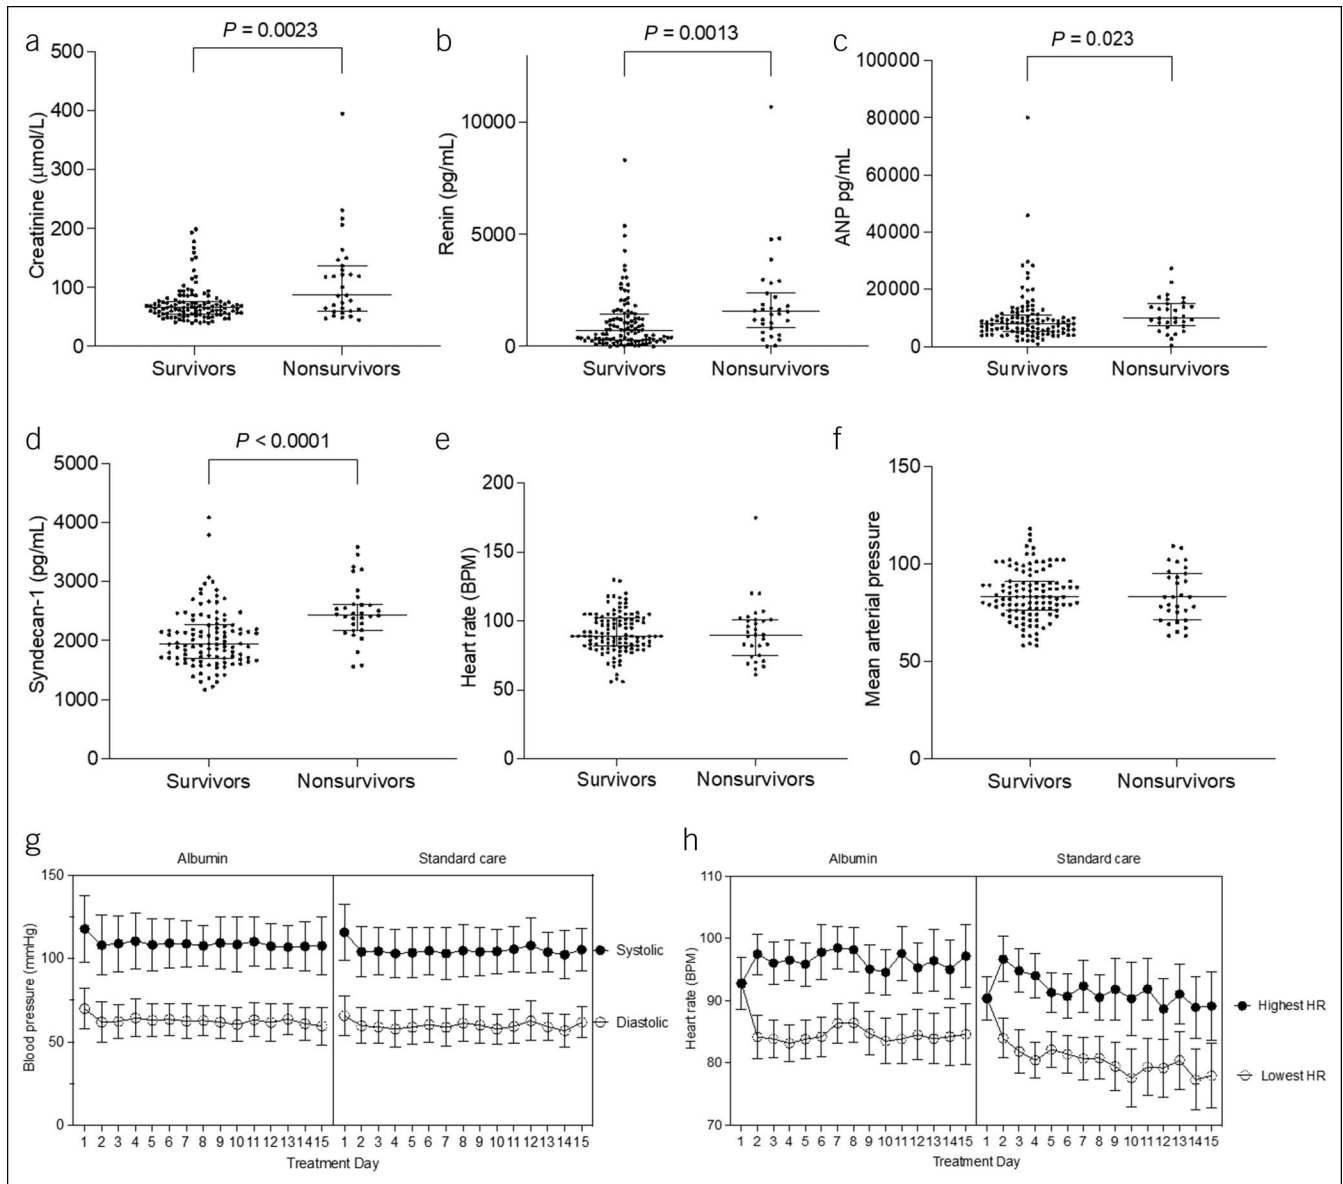 a
P = 0.0023
500
400
300
200
100
0
Creatinine (μmol/L)
Survivors
Nonsurvivors
b
P = 0.0013
10000
5000
0
Renin (pg/mL)
Survivors
Nonsurvivors
c
P = 0.023
100000
80000
60000
40000
20000
0
ANP pg/mL
Survivors
Nonsurvivors
d
P < 0.0001
5000
4000
3000
2000
1000
0
Syndecan-1 (pg/mL)
Survivors
Nonsurvivors
e
200
150
100
50
0
Heart rate (BPM)
Survivors
Nonsurvivors
f
150
100
50
0
Mean arterial pressure
Survivors
Nonsurvivors
g
Albumin
Standard care
150
100
50
0
Blood pressure (mmHg)
Systolic
Diastolic
1 2 3 4 5 6 7 8 9 10 11 12 13 14 15
1 2 3 4 5 6 7 8 9 10 11 12 13 14 15
Treatment Day
h
Albumin
Standard care
110
100
90
80
70
Heart rate (BPM)
Highest HR
Lowest HR
1 2 3 4 5 6 7 8 9 10 11 12 13 14 15
1 2 3 4 5 6 7 8 9 10 11 12 13 14 15
Treatment Day